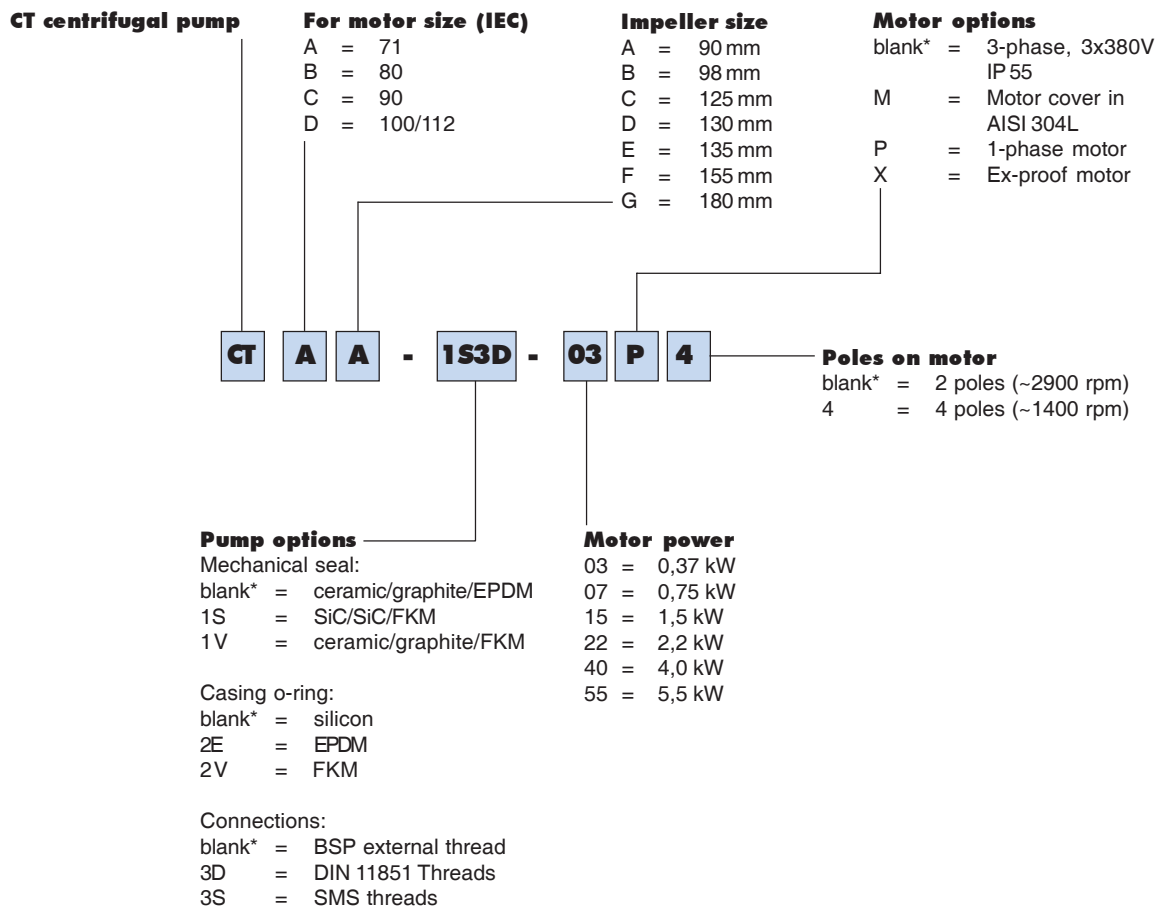 CT centrifugal pump
For motor size (IEC)
A = 71
B = 80
C = 90
D = 100/112
Impeller size
A = 90 mm
B = 98 mm
C = 125 mm
D = 130 mm
E = 135 mm
F = 155 mm
G = 180 mm
Motor options
blank* = 3-phase, 3x380V
IP 55
M = Motor cover in
AISI 304L
P = 1-phase motor
X = Ex-proof motor
CT A A - 1S3D - 03 P 4
Poles on motor
blank* = 2 poles (~2900 rpm)
4 = 4 poles (~1400 rpm)
Pump options
Mechanical seal:
blank* = ceramic/graphite/EPDM
1S = SiC/SiC/FKM
1V = ceramic/graphite/FKM
Casing o-ring:
blank* = silicon
2E = EPDM
2V = FKM
Connections:
blank* = BSP external thread
3D = DIN 11851 Threads
3S = SMS threads
Motor power
03 = 0,37 kW
07 = 0,75 kW
15 = 1,5 kW
22 = 2,2 kW
40 = 4,0 kW
55 = 5,5 kW